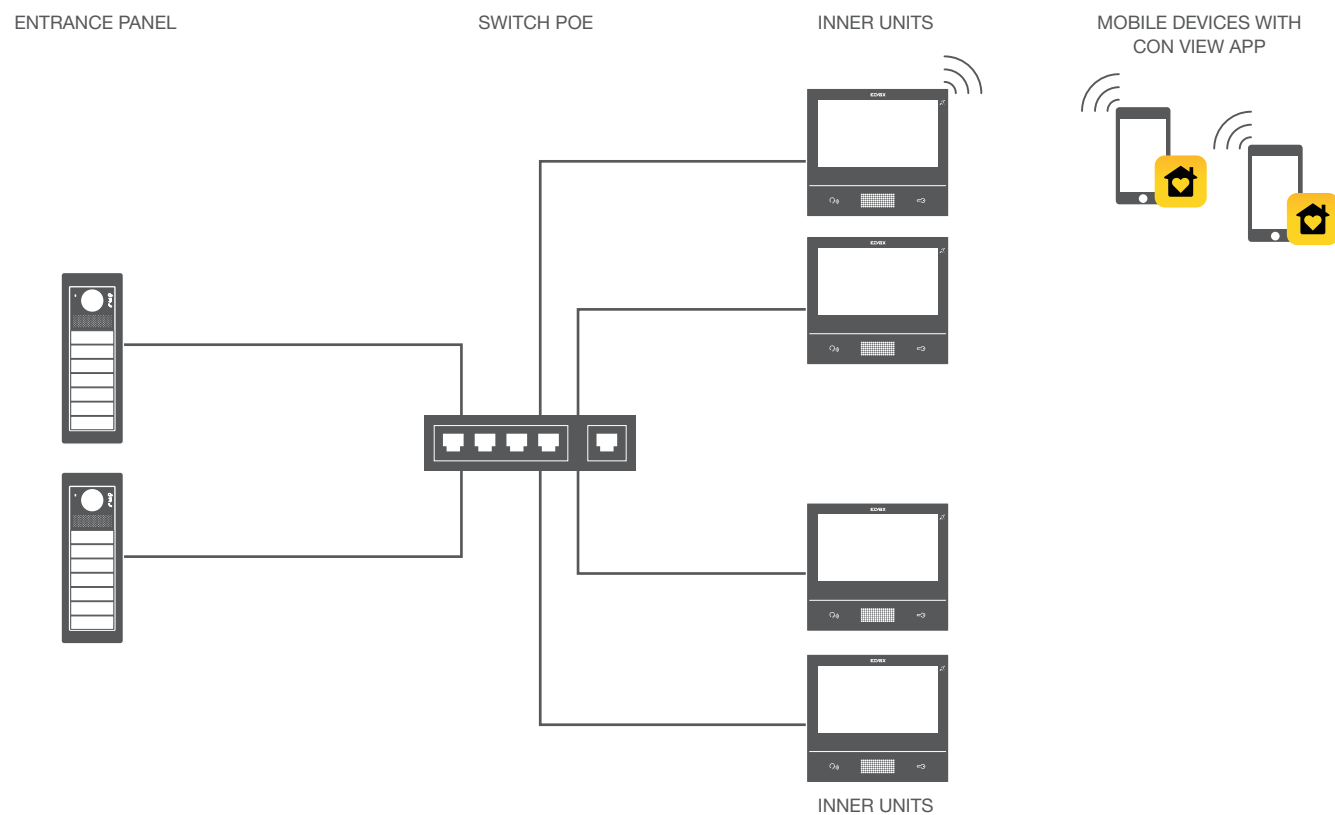 ENTRANCE PANEL
SWITCH POE
INNER UNITS
MOBILE DEVICES WITH
CON VIEW APP
INNER UNITS